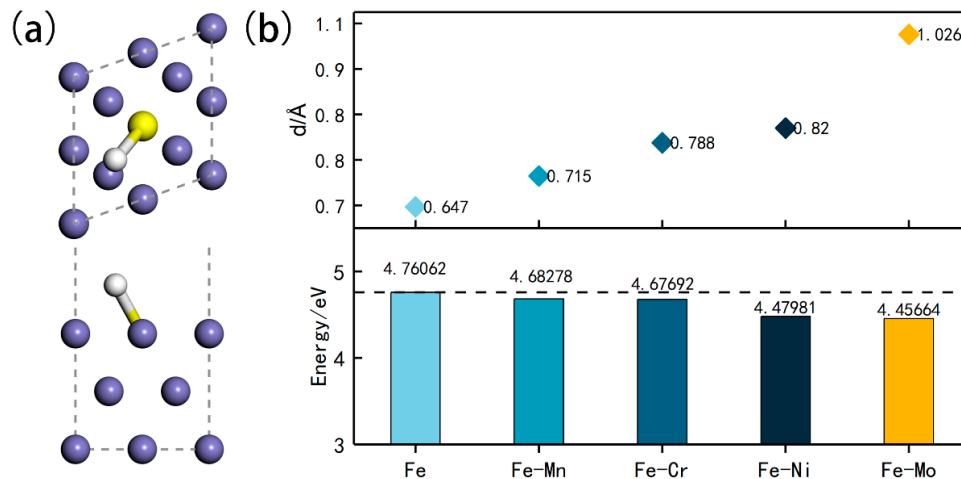 (a)
(b)
d/Å
1.1
0.9
0.8
0.8
0.7
0.647
0.715
0.788
0.82
1.026
Energy/eV
5
4
3
4.76062
4.68278
4.67692
4.47981
4.45664
Fe
Fe-Mn
Fe-Cr
Fe-Ni
Fe-Mo